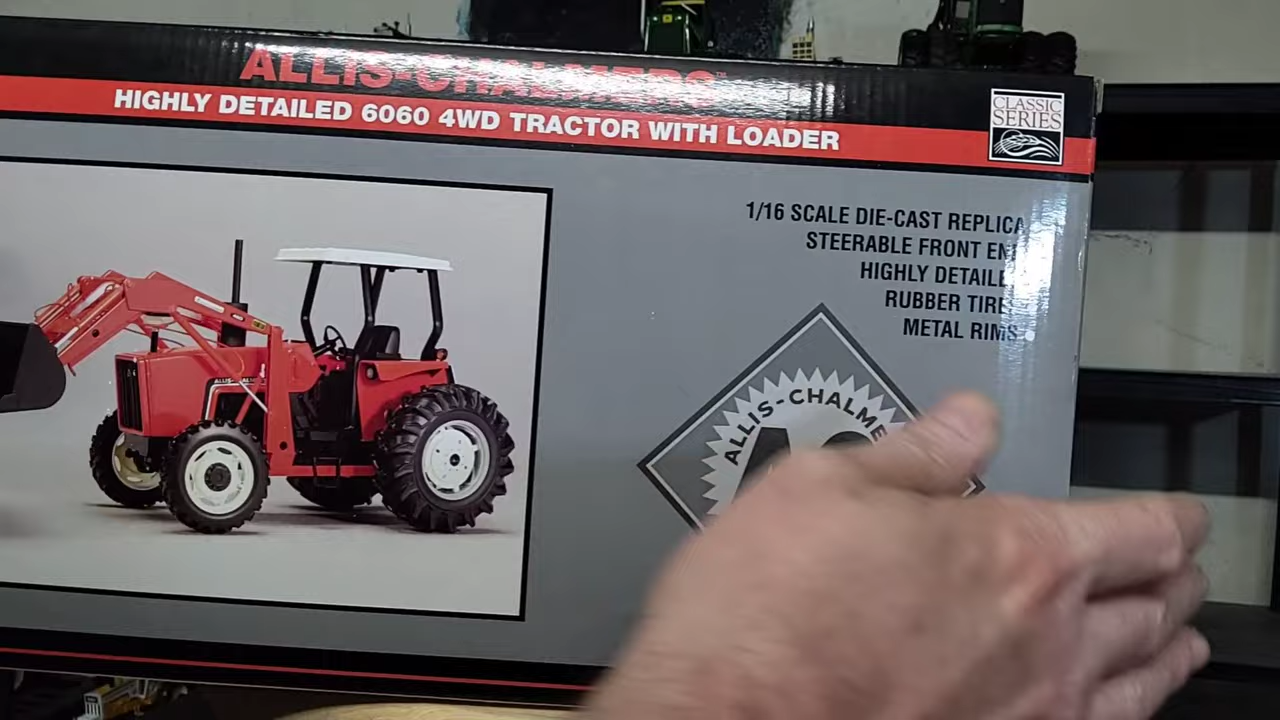 ALLIS-CHALMERS
HIGHLY DETAILED 6060 4WD TRACTOR WITH LOADER
CLASSIC
SERIES
1/16 SCALE DIE-CAST REPLICA
STEERABLE FRONT EN
HIGHLY DETAILE
RUBBER TIRE
METAL RIMS
ALLIS-CHALME